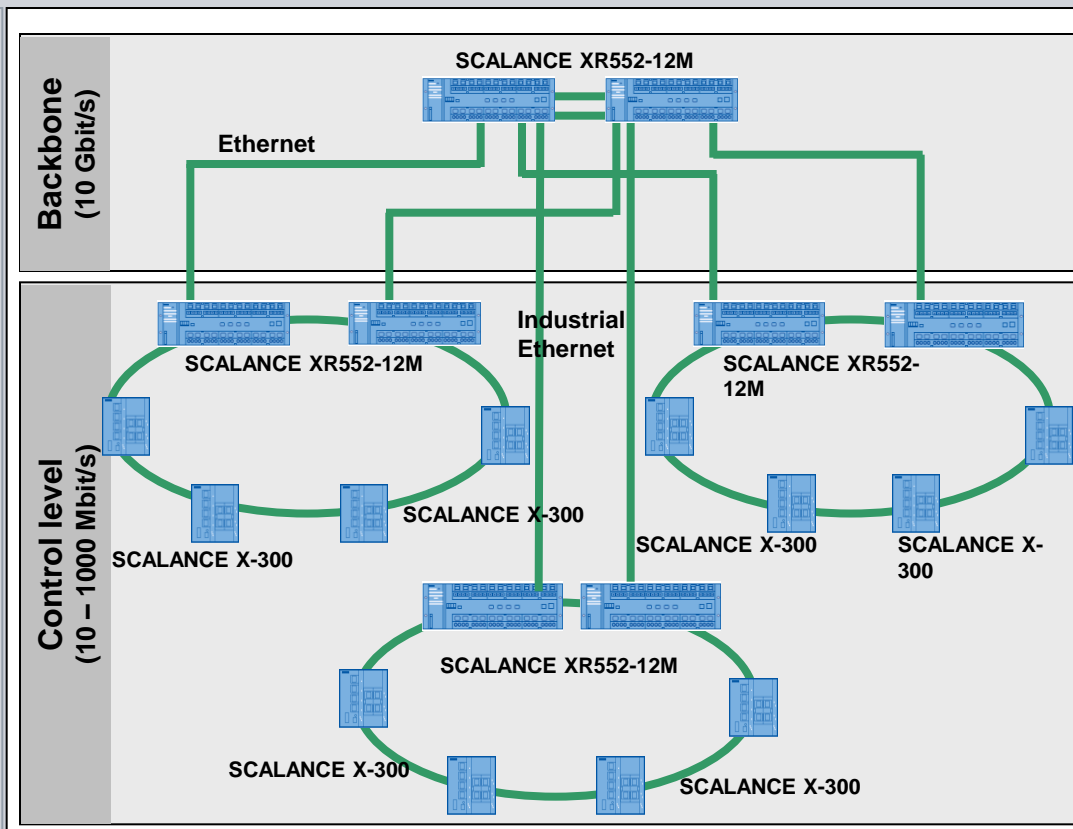 SCALANCE XR552-12M
Backbone
(10 Gbit/s)
Ethernet
Control level
(10 – 1000 Mbit/s)
Industrial
Ethernet
SCALANCE XR552-12M
SCALANCE XR552-
12M
SCALANCE X-300
SCALANCE X-300
SCALANCE X-300
SCALANCE X-
300
SCALANCE XR552-12M
SCALANCE X-300
SCALANCE X-300